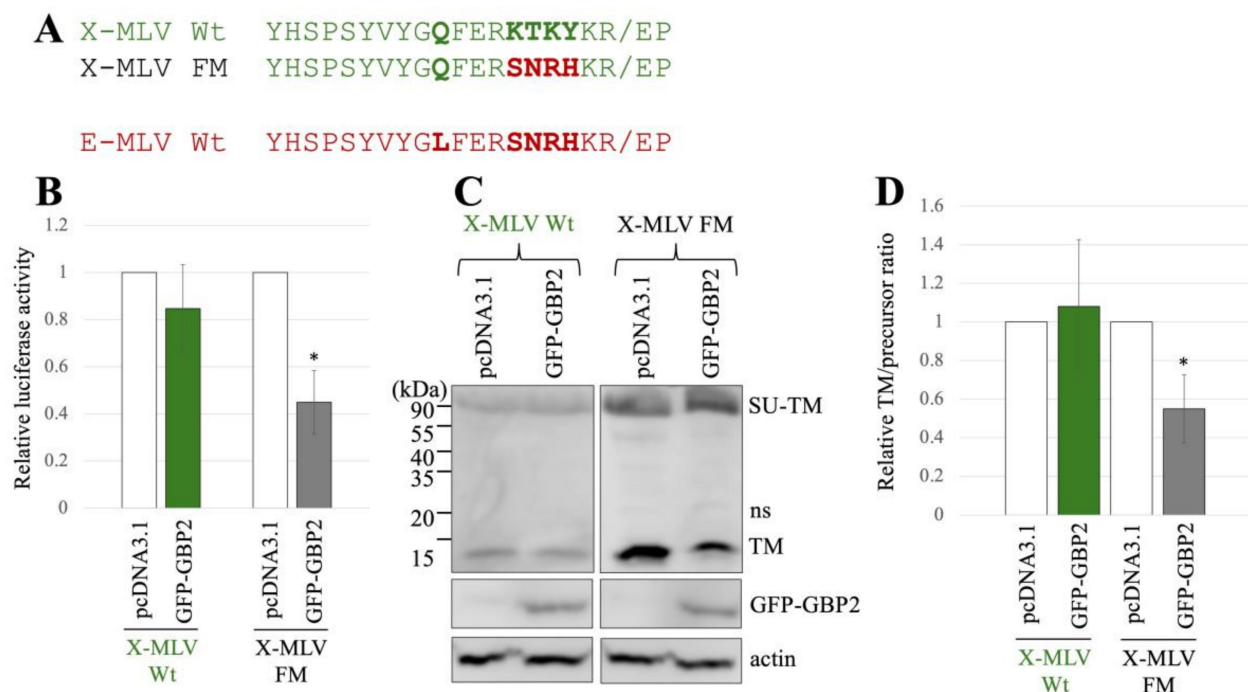 A
X-MLV Wt YHSPSYVYGQFERKTKYKR/EP
X-MLV FM YHSPSYVYGQFERSNRHKR/EP
E-MLV Wt YHSPSYVYGLFERSNRHKR/EP
B
Relative luciferase activity
1.2
1
0.8
0.6
0.4
0.2
0
*
pcDNA3.1
GFP-GBP2
pcDNA3.1
GFP-GBP2
X-MLV
Wt
X-MLV
FM
C
X-MLV Wt
X-MLV FM
pcDNA3.1
GFP-GBP2
pcDNA3.1
GFP-GBP2
(kDa)
90
55
40
35
20
15
SU-TM
ns
TM
GFP-GBP2
actin
D
Relative TM/precursor ratio
1.6
1.4
1.2
1
0.8
0.6
0.4
0.2
0
*
pcDNA3.1
GFP-GBP2
pcDNA3.1
GFP-GBP2
X-MLV
Wt
X-MLV
FM